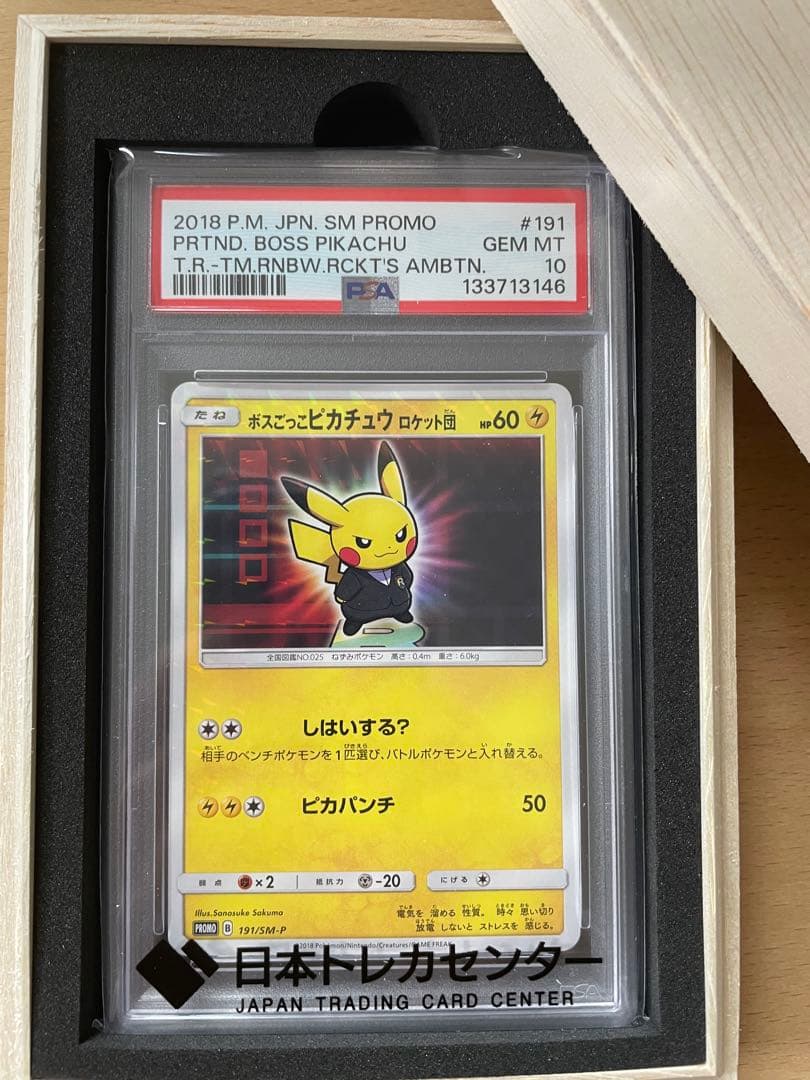 2018 P.M. JPN. SM PROMO #191
PRTND. BOSS PIKACHU GEM MT
T.R.-TM.RNBW.RCKT'S AMBTN. 10
PSA 133713146
たね ボスごっこピカチュウ ロケット団 HP60
全国図鑑NO.025 ねずみポケモン 高さ:0.4m 重さ:6.0kg
しはいする?
相手のベンチポケモンを1匹選び、バトルポケモンと入れ替える。
ピカパンチ 50
弱点 ×2 抵抗力 -20 にげる
Illus.Sanosuke Sakuma
電気を 溜める 性質。 時々 思い切り
PROMO B 191/SM-P
放電 しないと ストレスを 感じる。
©2018 Pokémon/Nintendo/Creatures/GAME FREAK
日本トレカセンター
JAPAN TRADING CARD CENTER
PSA